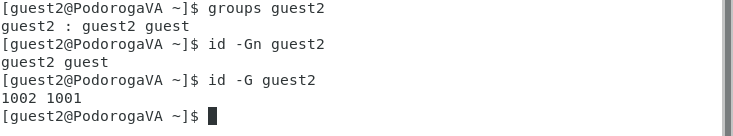 [guest2@PodorogaVA ~]$ groups guest2
guest2 : guest2 guest
[guest2@PodorogaVA ~]$ id -Gn guest2
guest2 guest
[guest2@PodorogaVA ~]$ id -G guest2
1002 1001
[guest2@PodorogaVA ~]$